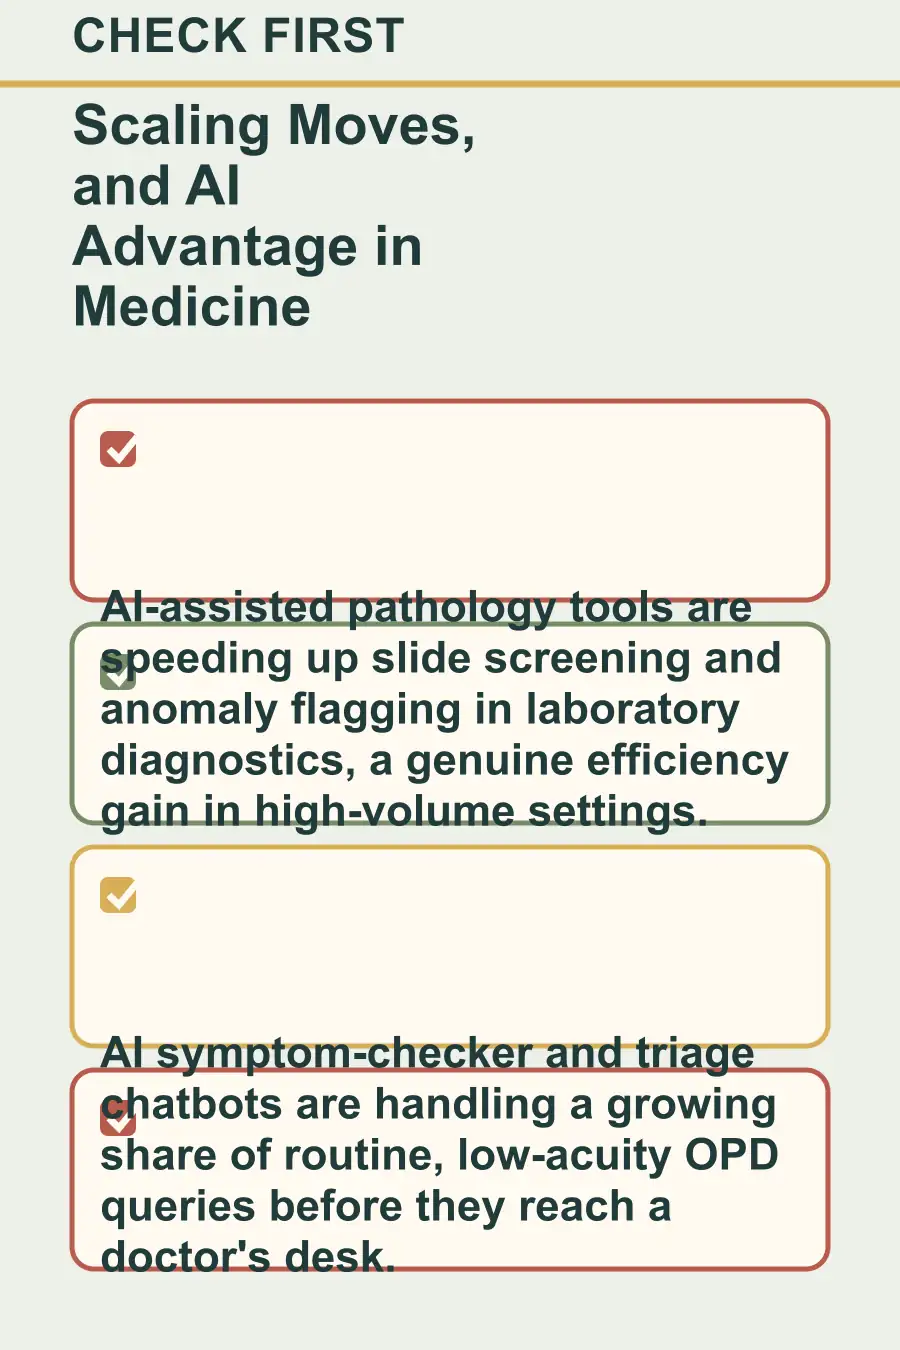 CHECK FIRST
Scaling Moves,
and AI
Advantage in
Medicine
AI-assisted pathology tools are
speeding up slide screening and
anomaly flagging in laboratory
diagnostics, a genuine efficiency
gain in high-volume settings.
AI symptom-checker and triage
chatbots are handling a growing
share of routine, low-acuity OPD
queries before they reach a
doctor's desk.